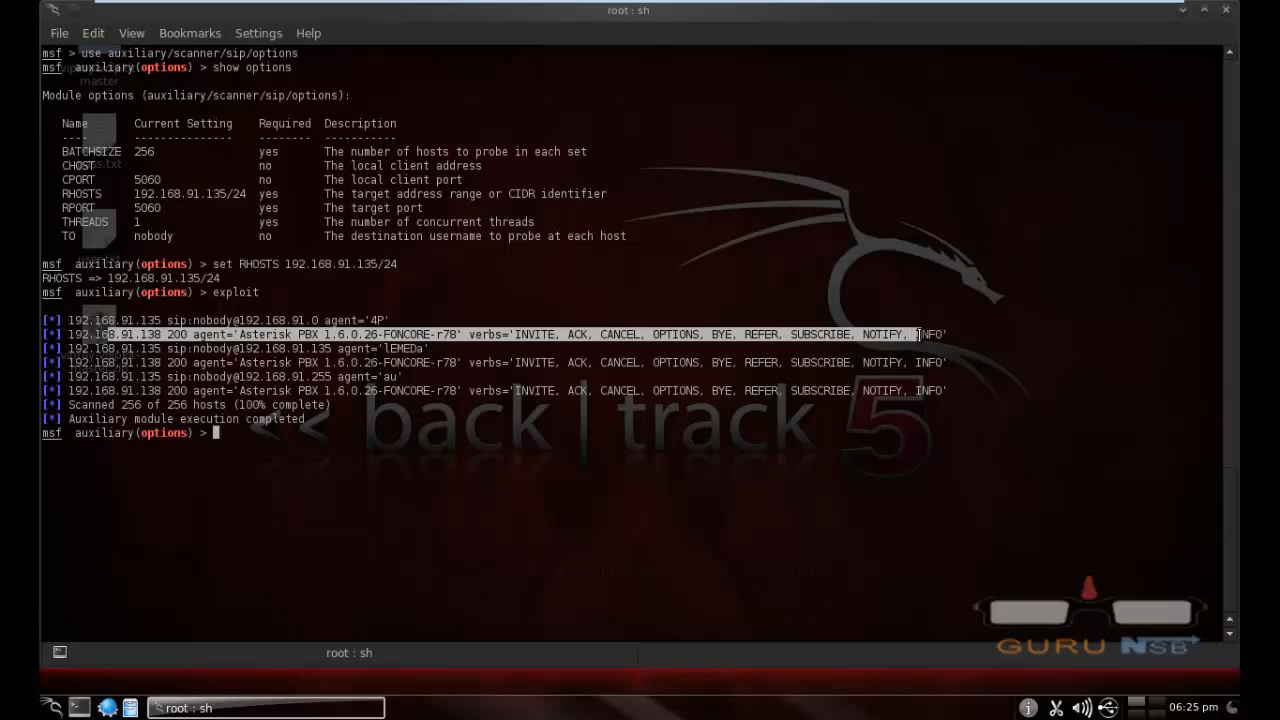 root : sh
File Edit View Bookmarks Settings Help
msf > use auxiliary/scanner/sip/options
msf auxiliary(options) > show options
master
Module options (auxiliary/scanner/sip/options):
Name Current Setting Required Description
---- --------------- -------- -----------
BATCHSIZE 256 yes The number of hosts to probe in each set
CHOST no The local client address
CPORT 5060 no The local client port
RHOSTS 192.168.91.135/24 yes The target address range or CIDR identifier
RPORT 5060 yes The target port
THREADS 1 yes The number of concurrent threads
TO nobody no The destination username to probe at each host
msf auxiliary(options) > set RHOSTS 192.168.91.135/24
RHOSTS => 192.168.91.135/24
msf auxiliary(options) > exploit
[*] 192.168.91.135 sip:nobody@192.168.91.0 agent='4P'
[*] 192.168.91.138 200 agent='Asterisk PBX 1.6.0.26-FONCORE-r78' verbs='INVITE, ACK, CANCEL, OPTIONS, BYE, REFER, SUBSCRIBE, NOTIFY, INFO'
[*] 192.168.91.135 sip:nobody@192.168.91.135 agent='lEMEDa'
[*] 192.168.91.138 200 agent='Asterisk PBX 1.6.0.26-FONCORE-r78' verbs='INVITE, ACK, CANCEL, OPTIONS, BYE, REFER, SUBSCRIBE, NOTIFY, INFO'
[*] 192.168.91.135 sip:nobody@192.168.91.255 agent='au'
[*] 192.168.91.138 200 agent='Asterisk PBX 1.6.0.26-FONCORE-r78' verbs='INVITE, ACK, CANCEL, OPTIONS, BYE, REFER, SUBSCRIBE, NOTIFY, INFO'
[*] Scanned 256 of 256 hosts (100% complete)
[*] Auxiliary module execution completed
msf auxiliary(options) >
<< back | track 5
GURU NSB
root : sh
root : sh
06:25 pm